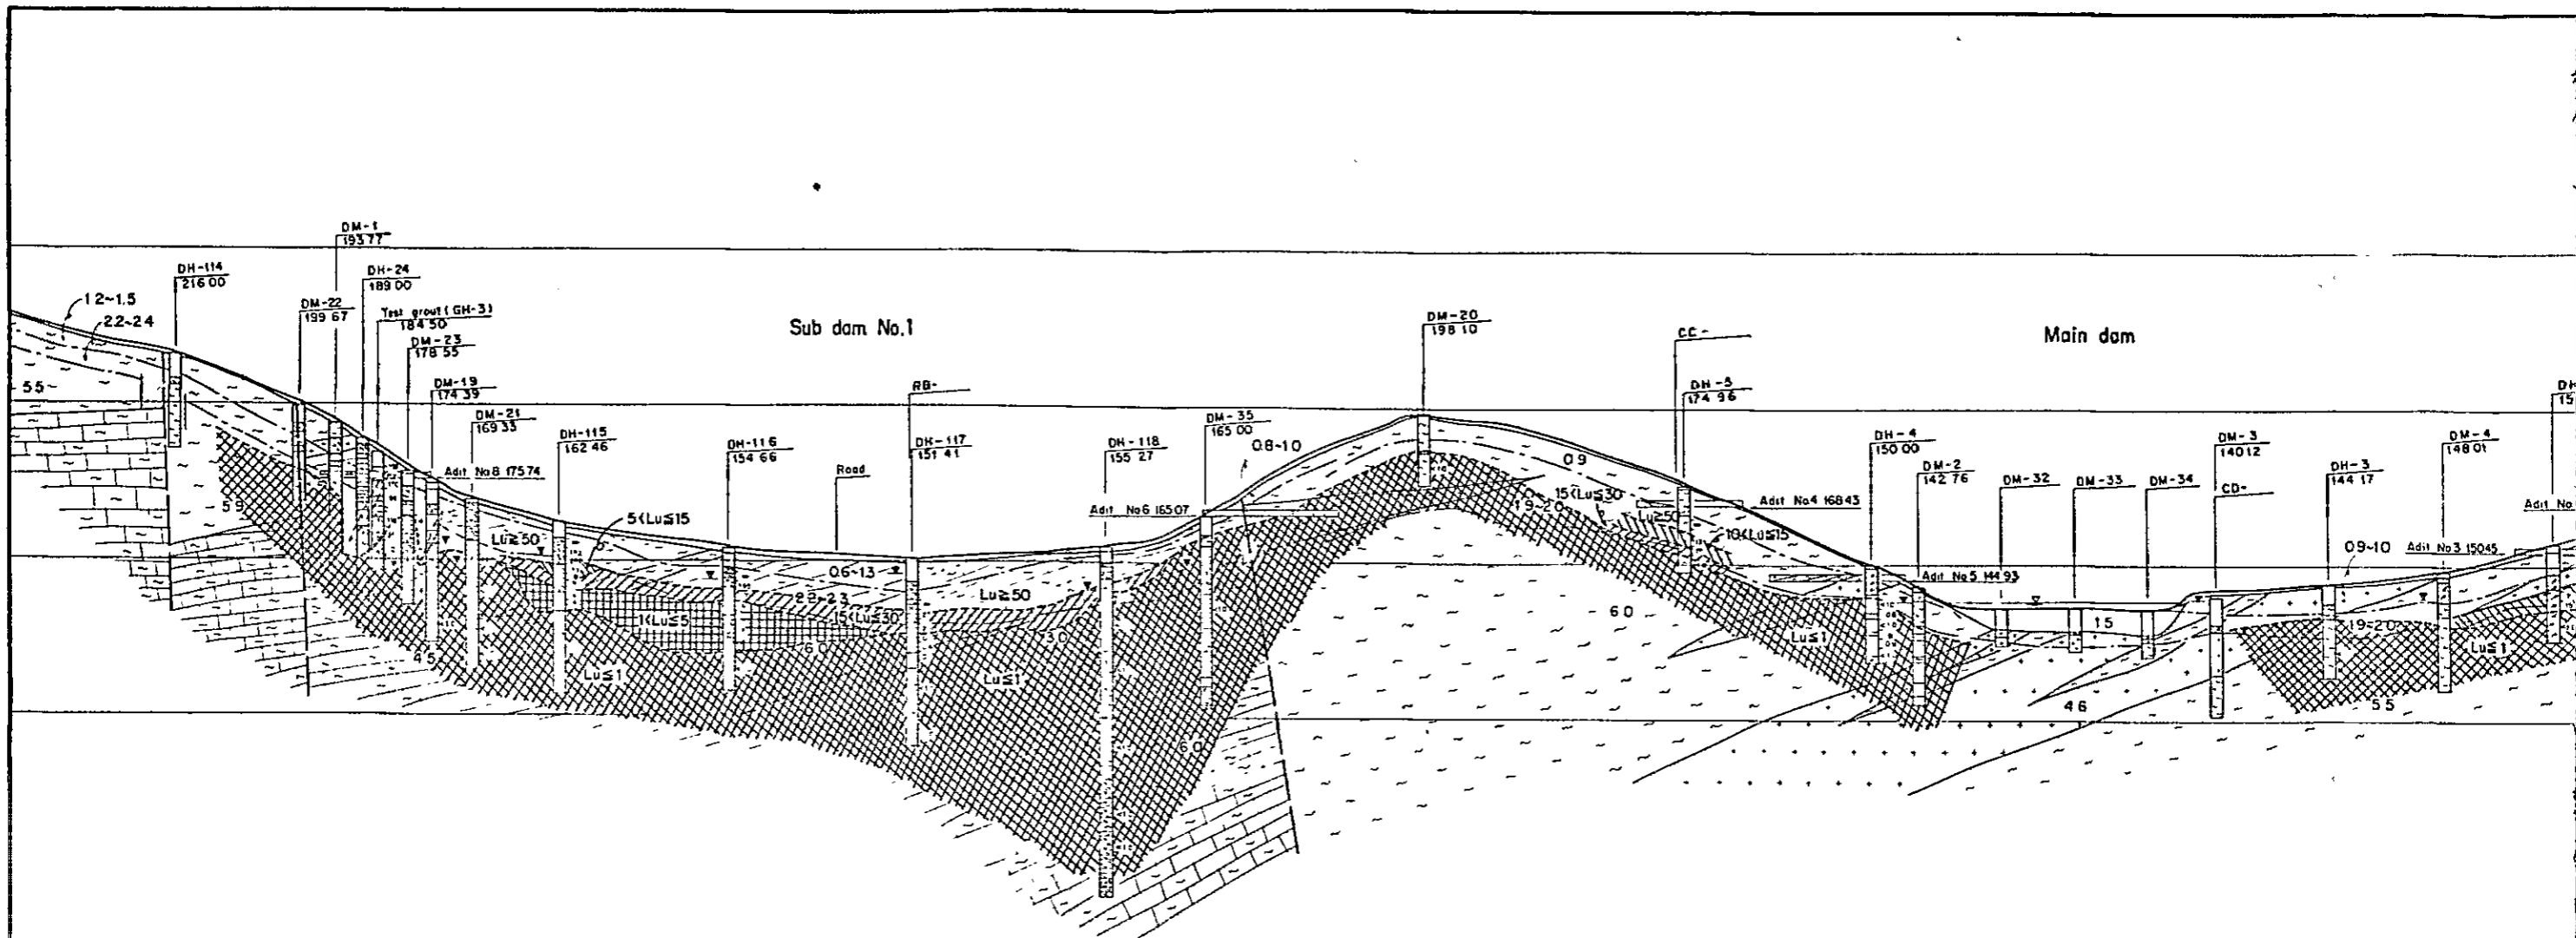 DM-1
193.77
DH-114
216.00
DH-24
189.00
1.2~1.5
DM-22
199.67
Test grout (GH-3)
184.50
2.2~2.4
Sub dam No.1
DM-20
198.10
CC-
Main dam
DM-23
178.55
5.5
DM-19
174.39
RB-
DH-5
174.96
DM-21
169.33
DM-35
165.00
0.8~1.0
DH-115
162.46
DH-116
154.66
DH-117
151.41
DH-118
155.27
0.9
DH-4
150.00
DM-3
140.12
DM-4
148.01
Adit No.8 175.74
Road
DM-2
142.76
DH-3
144.17
15<Lu≦30
DM-32
DM-33
DM-34
CD-
5.9
Adit No.6 165.07
1.9~2.0
Lu≧50
Adit No.4 168.43
Adit No.
5<Lu≦15
Lu≧50
10<Lu≦15
0.9~1.0
Adit No.3 150.45
0.6~1.3
Adit No.5 144.93
2.2~2.3
Lu≧50
1<Lu≦5
15<Lu≦30
6.0
1.5
1.9~2.0
3.0
Lu≦1
6.0
Lu≦1
4.5
Lu≦1
Lu≦1
4.6
5.5
6.0